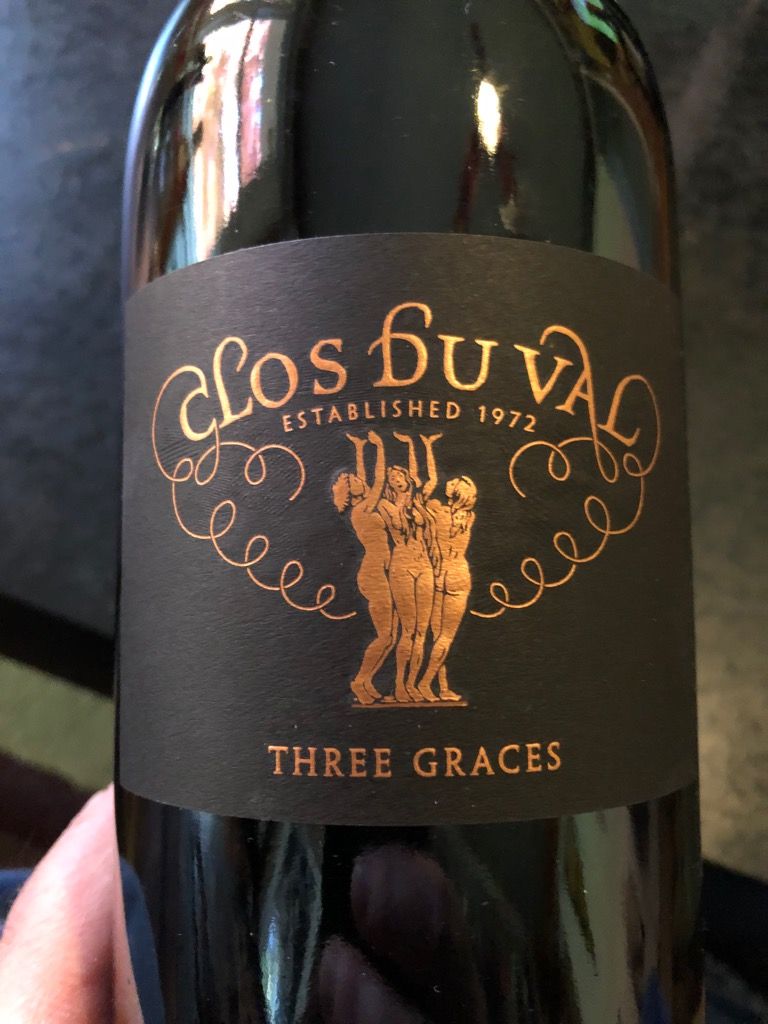 CLOS DU VAL
ESTABLISHED 1972
THREE GRACES